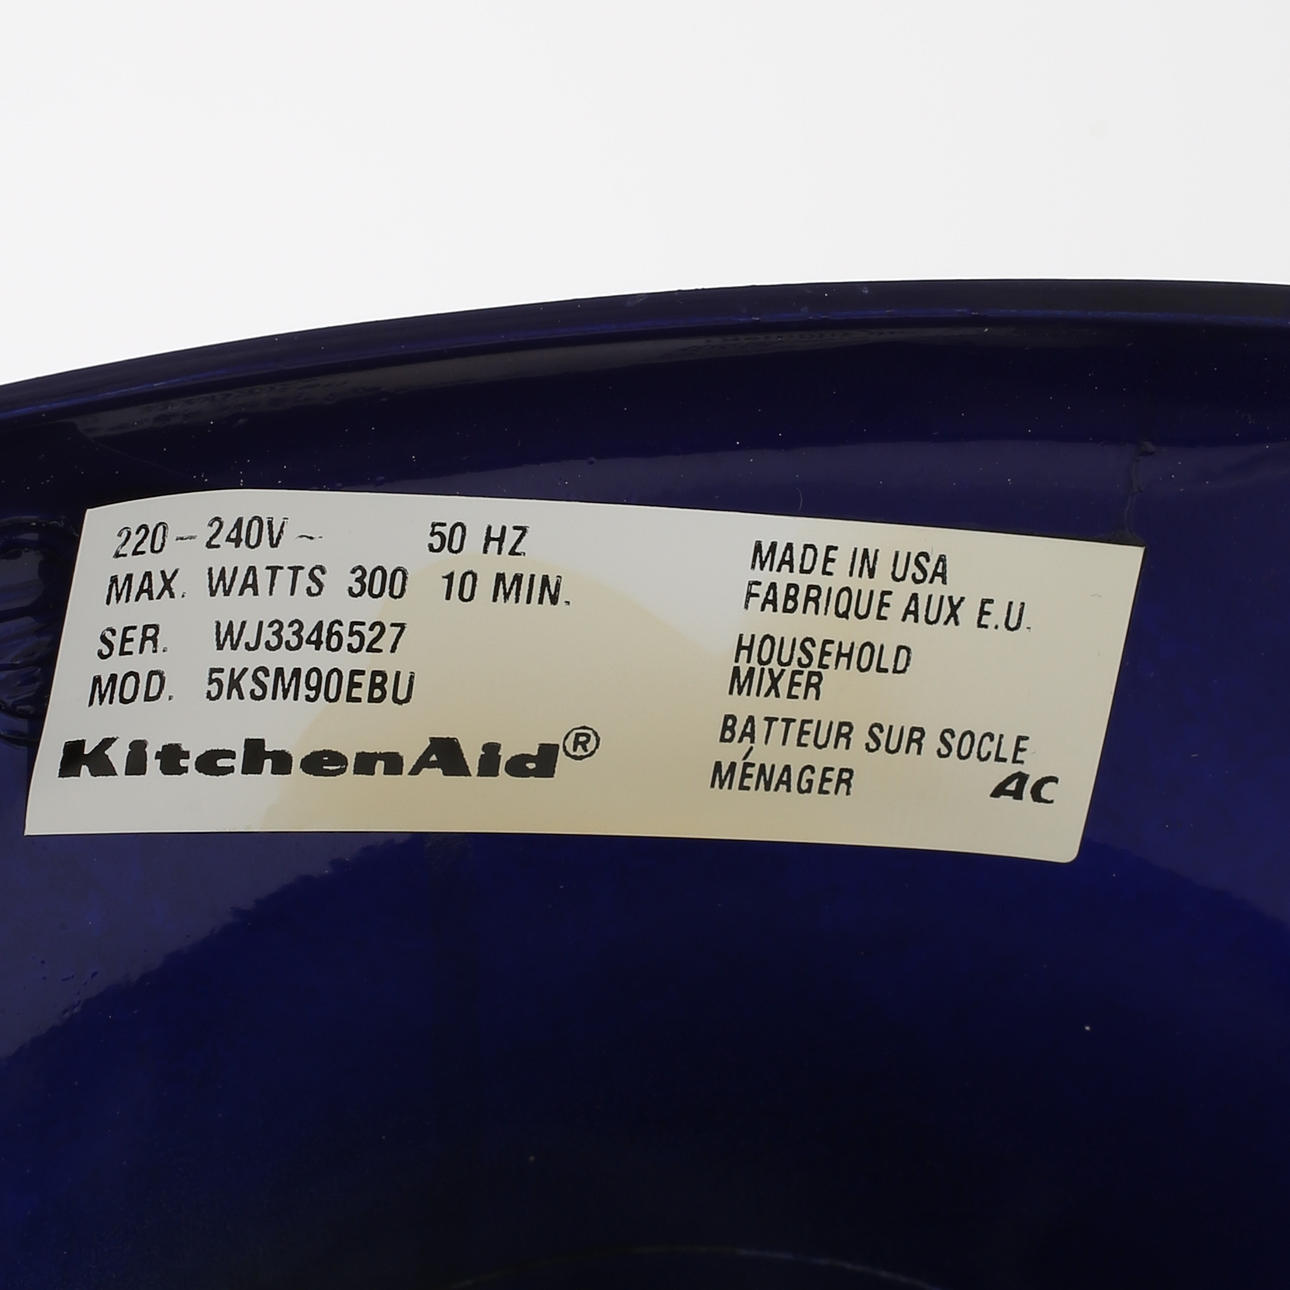 220 – 240V ~ 50 HZ
MAX. WATTS 300 10 MIN.
SER. WJ3346527
MOD. 5KSM90EBU
KitchenAid®
MADE IN USA
FABRIQUE AUX E.U.
HOUSEHOLD
MIXER
BATTEUR SUR SOCLE
MÉNAGER
AC